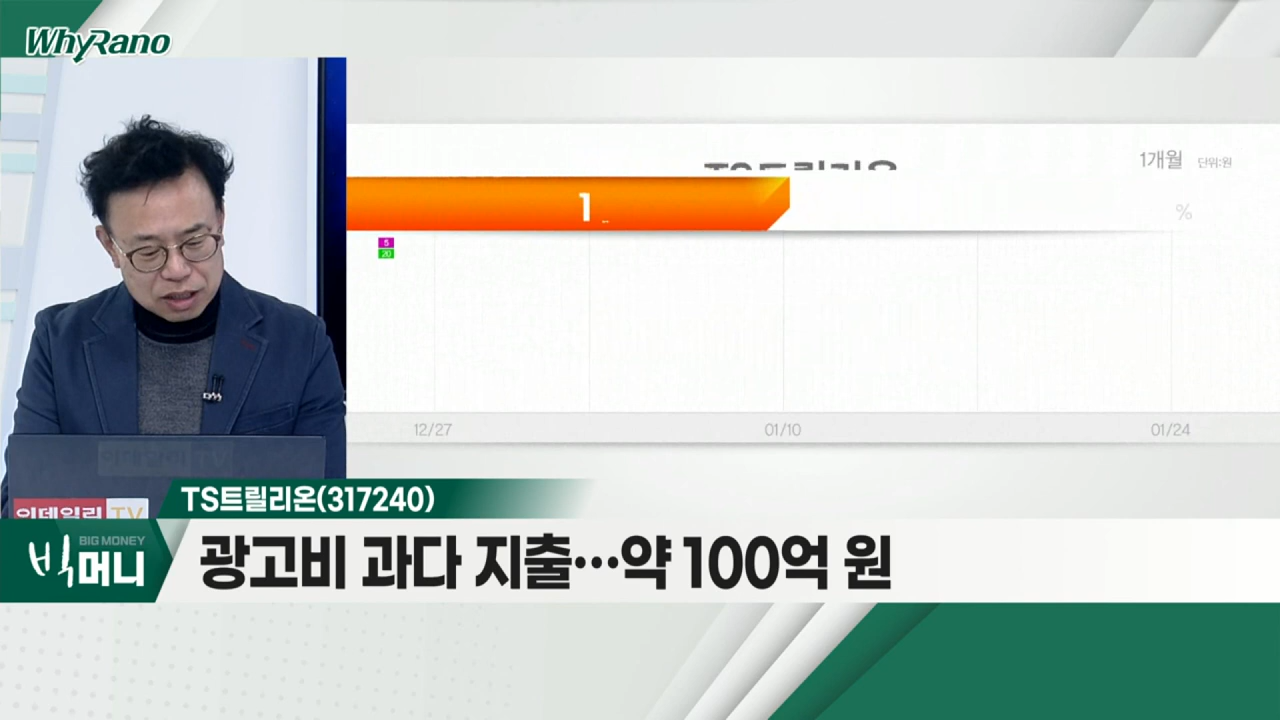 WhyRano
1개월 단위:원
1
%
5
20
12/27 01/10 01/24
이데일리 TV
TS트릴리온(317240)
BIG MONEY
빅머니
광고비 과다 지출…약 100억 원